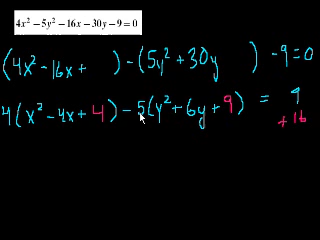 4x² − 5y² − 16x − 30y − 9 = 0
(4x² − 16x +   ) − (5y² + 30y   ) − 9 = 0
4(x² − 4x + 4) − 5(y² + 6y + 9) = 9
+ 16